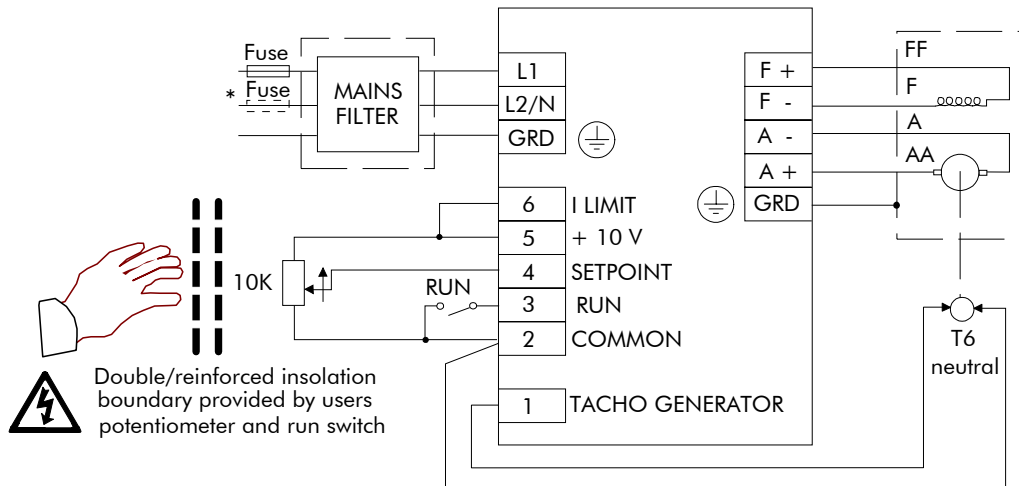 Fuse
* Fuse
MAINS
FILTER
L1
L2/N
GRD
F +
F -
A -
A +
GRD
FF
F
A
AA
6 I LIMIT
5 + 10 V
4 SETPOINT
3 RUN
2 COMMON
1 TACHO GENERATOR
10K
RUN
T6
neutral
Double/reinforced insolation
boundary provided by users
potentiometer and run switch